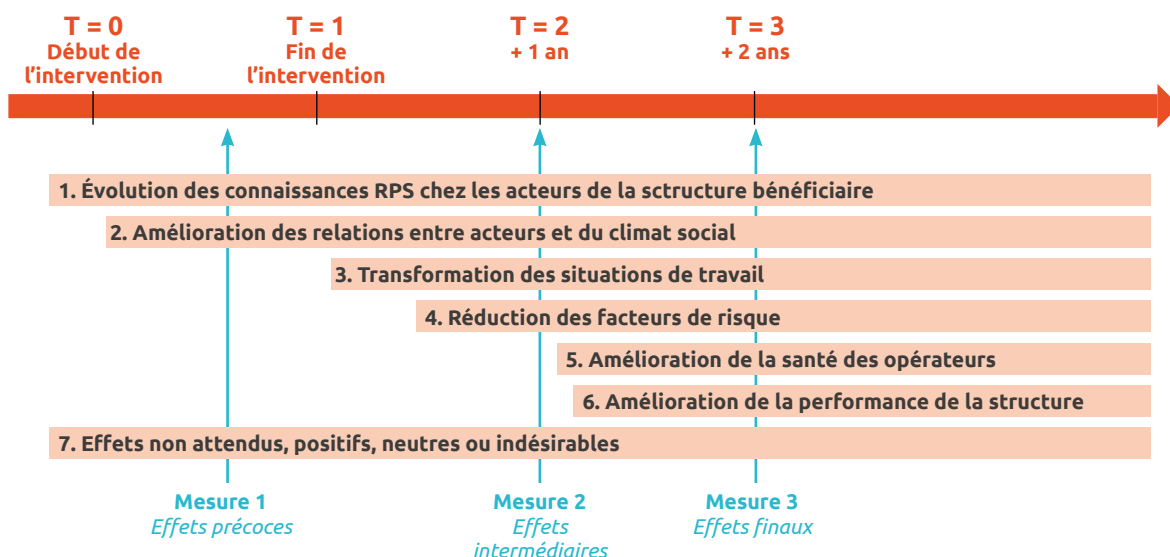 T = 0
Début de
l'intervention
T = 1
Fin de
l'intervention
T = 2
+ 1 an
T = 3
+ 2 ans
1. Évolution des connaissances RPS chez les acteurs de la sctructure bénéficiaire
2. Amélioration des relations entre acteurs et du climat social
3. Transformation des situations de travail
4. Réduction des facteurs de risque
5. Amélioration de la santé des opérateurs
6. Amélioration de la performance de la structure
7. Effets non attendus, positifs, neutres ou indésirables
Mesure 1
Effets précoces
Mesure 2
Effets
intermédiaires
Mesure 3
Effets finaux